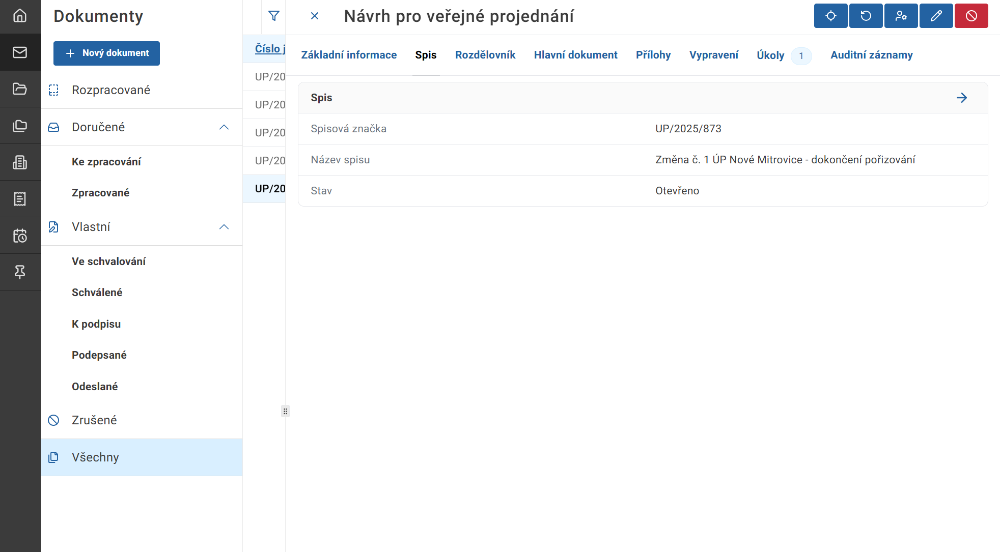 Dokumenty
Nový dokument
Rozpracované
Doručené
Ke zpracování
Zpracované
Vlastní
Ve schvalování
Schválené
K podpisu
Podepsané
Odeslané
Zrušené
Všechny
Číslo j
UP/20
UP/20
UP/20
UP/20
UP/20
Návrh pro veřejné projednání
Základní informace Spis Rozdělovník Hlavní dokument Přílohy Vypravení Úkoly 1 Auditní záznamy
Spis
Spisová značka UP/2025/873
Název spisu Změna č. 1 ÚP Nové Mitrovice - dokončení pořizování
Stav Otevřeno